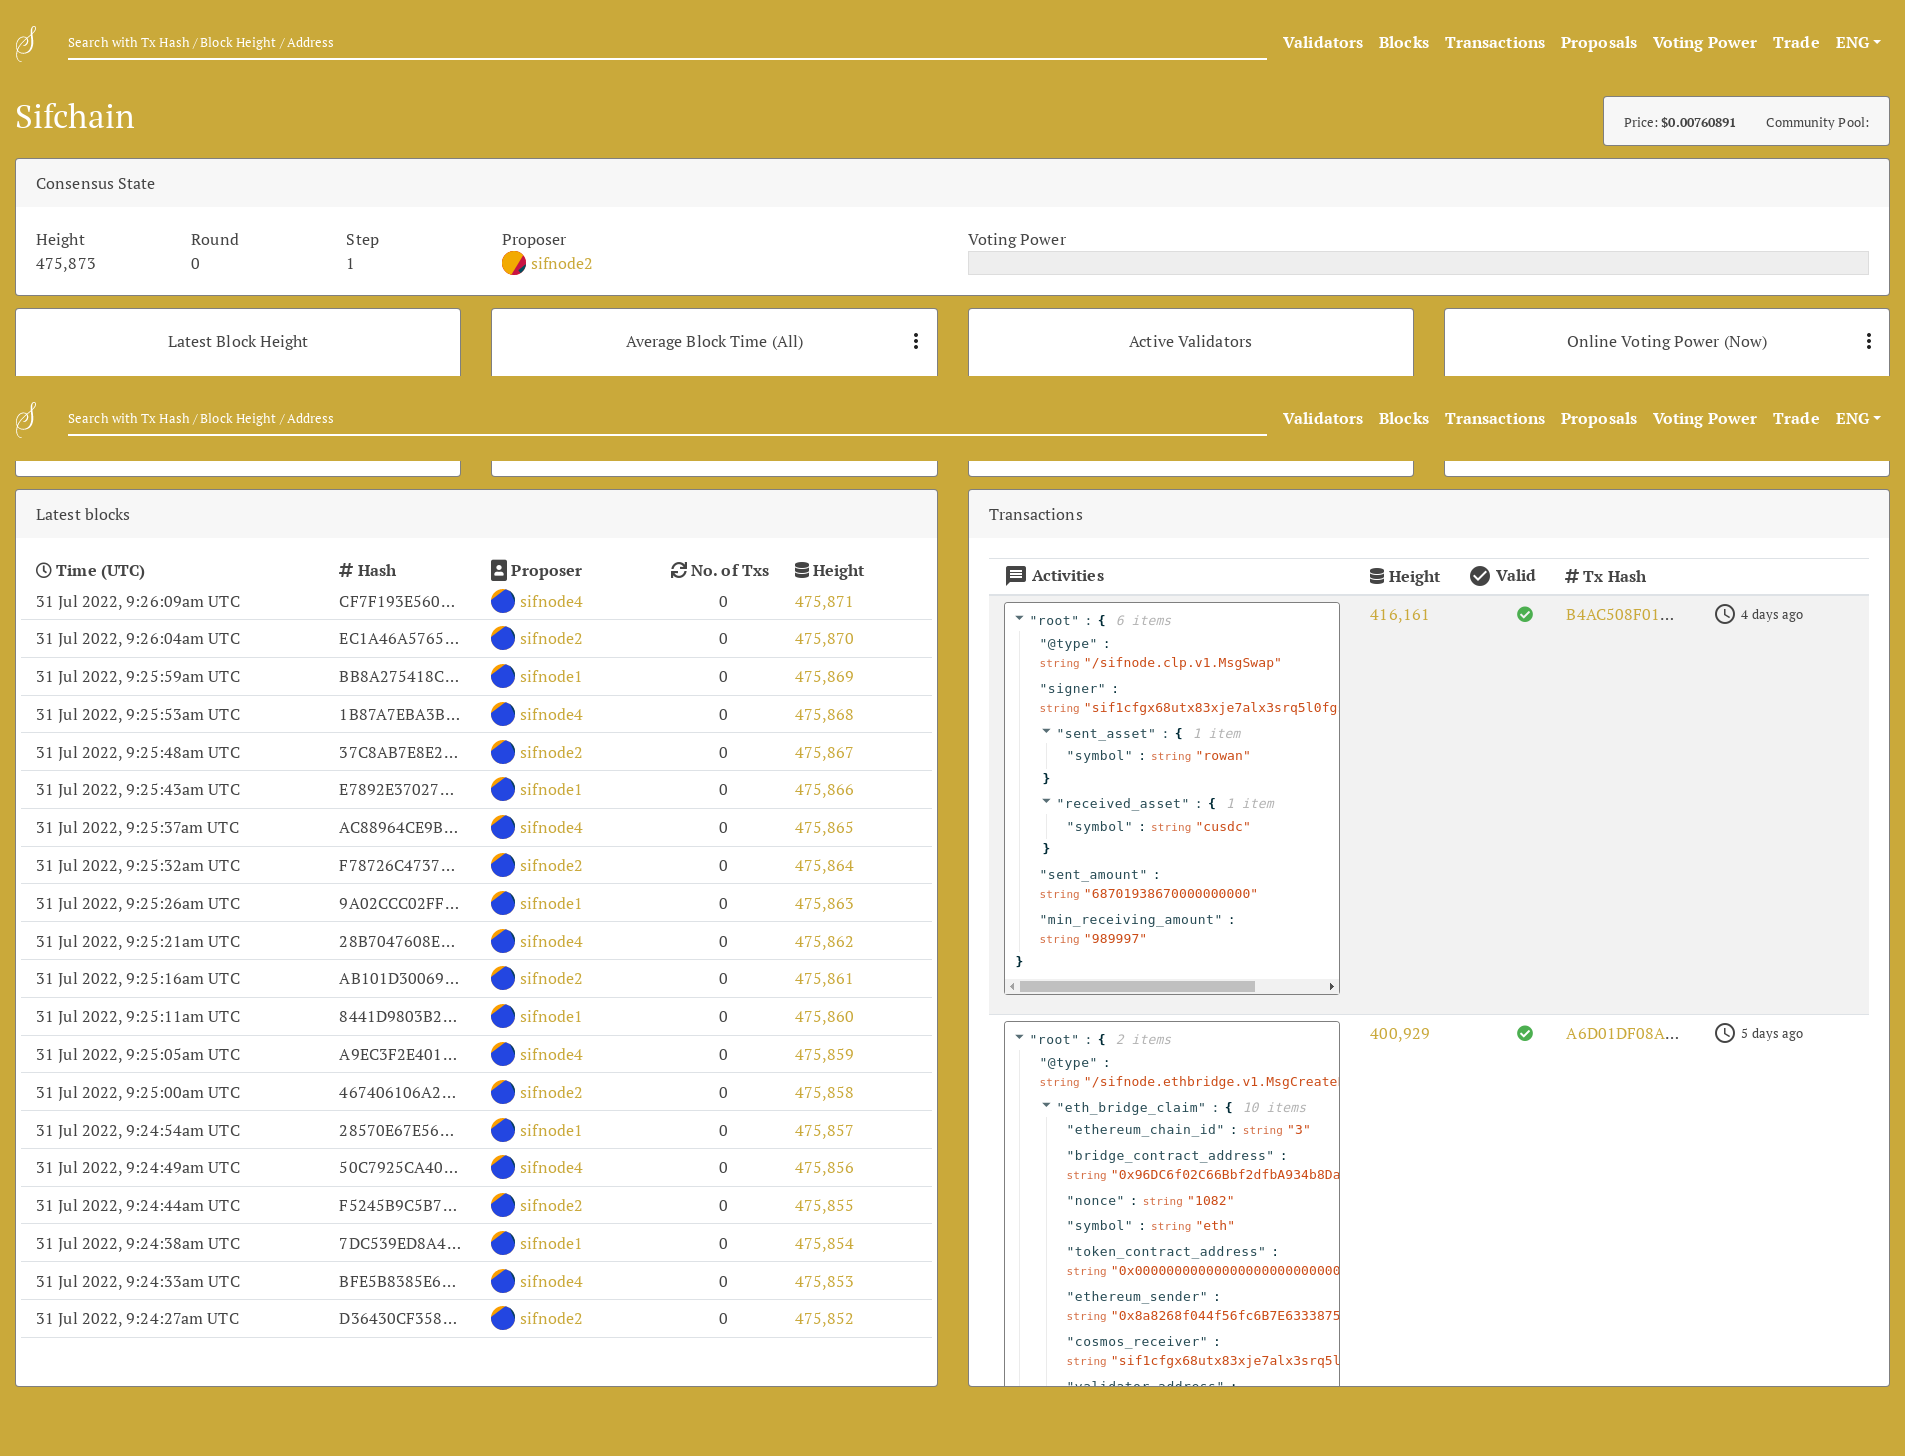 Search with Tx Hash / Block Height / Address
Validators Blocks Transactions Proposals Voting Power Trade ENG
Sifchain
Price: $0.00760891 Community Pool:
Consensus State
Height Round Step Proposer Voting Power
475,873 0 1 sifnode2
Latest Block Height Average Block Time (All) Active Validators Online Voting Power (Now)
Search with Tx Hash / Block Height / Address
Validators Blocks Transactions Proposals Voting Power Trade ENG
Latest blocks
Time (UTC) Hash Proposer No. of Txs Height
31 Jul 2022, 9:26:09am UTC CF7F193E560... sifnode4 0 475,871
31 Jul 2022, 9:26:04am UTC EC1A46A5765... sifnode2 0 475,870
31 Jul 2022, 9:25:59am UTC BB8A275418C... sifnode1 0 475,869
31 Jul 2022, 9:25:53am UTC 1B87A7EBA3B... sifnode4 0 475,868
31 Jul 2022, 9:25:48am UTC 37C8AB7E8E2... sifnode2 0 475,867
31 Jul 2022, 9:25:43am UTC E7892E37027... sifnode1 0 475,866
31 Jul 2022, 9:25:37am UTC AC88964CE9B... sifnode4 0 475,865
31 Jul 2022, 9:25:32am UTC F78726C4737... sifnode2 0 475,864
31 Jul 2022, 9:25:26am UTC 9A02CCC02FF... sifnode1 0 475,863
31 Jul 2022, 9:25:21am UTC 28B7047608E... sifnode4 0 475,862
31 Jul 2022, 9:25:16am UTC AB101D30069... sifnode2 0 475,861
31 Jul 2022, 9:25:11am UTC 8441D9803B2... sifnode1 0 475,860
31 Jul 2022, 9:25:05am UTC A9EC3F2E401... sifnode4 0 475,859
31 Jul 2022, 9:25:00am UTC 467406106A2... sifnode2 0 475,858
31 Jul 2022, 9:24:54am UTC 28570E67E56... sifnode1 0 475,857
31 Jul 2022, 9:24:49am UTC 50C7925CA40... sifnode4 0 475,856
31 Jul 2022, 9:24:44am UTC F5245B9C5B7... sifnode2 0 475,855
31 Jul 2022, 9:24:38am UTC 7DC539ED8A4... sifnode1 0 475,854
31 Jul 2022, 9:24:33am UTC BFE5B8385E6... sifnode4 0 475,853
31 Jul 2022, 9:24:27am UTC D36430CF358... sifnode2 0 475,852
Transactions
Activities Height Valid Tx Hash
416,161 B4AC508F01... 4 days ago
"root" : { 6 items
"@type" :
string "/sifnode.clp.v1.MsgSwap"
"signer" :
string "sif1cfgx68utx83xje7alx3srq5l0fg
"sent_asset" : { 1 item
"symbol" : string "rowan"
}
"received_asset" : { 1 item
"symbol" : string "cusdc"
}
"sent_amount" :
string "68701938670000000000"
"min_receiving_amount" :
string "989997"
}
400,929 A6D01DF08A... 5 days ago
"root" : { 2 items
"@type" :
string "/sifnode.ethbridge.v1.MsgCreate
"eth_bridge_claim" : { 10 items
"ethereum_chain_id" : string "3"
"bridge_contract_address" :
string "0x96DC6f02C66Bbf2dfbA934b8Da
"nonce" : string "1082"
"symbol" : string "eth"
"token_contract_address" :
string "0x00000000000000000000000000
"ethereum_sender" :
string "0x8a8268f044f56fc6B7E6333875
"cosmos_receiver" :
string "sif1cfgx68utx83xje7alx3srq5l
"validator_address" :